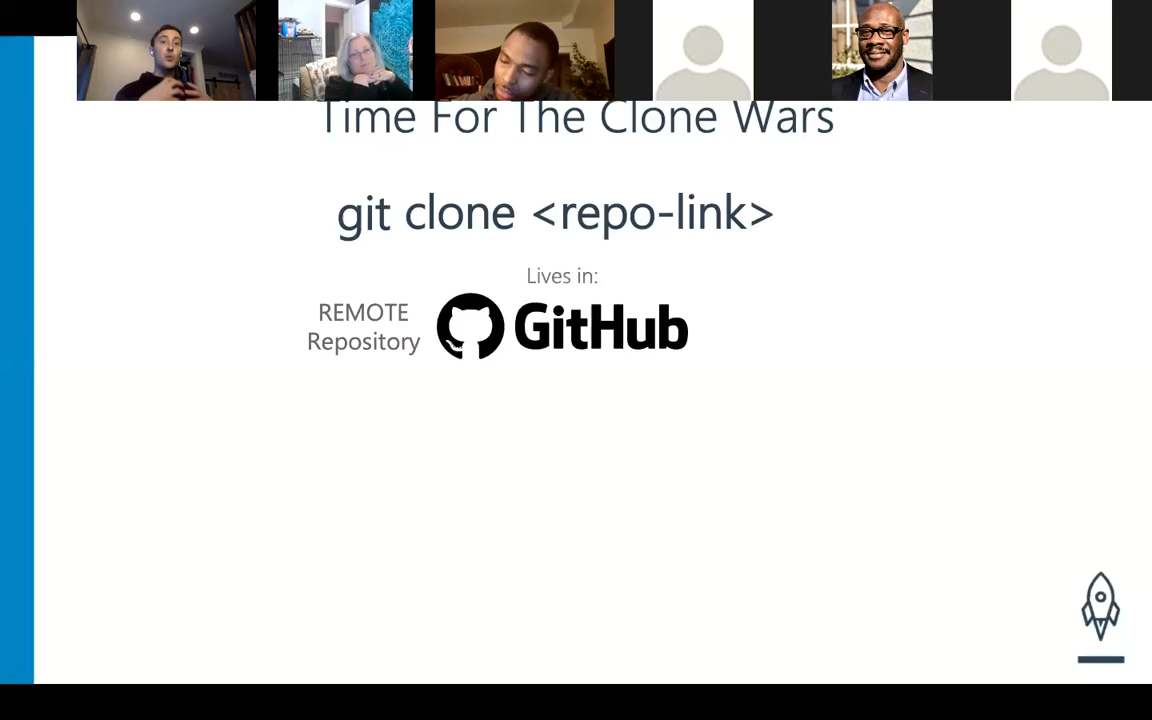 Time For The Clone Wars
git clone <repo-link>
Lives in:
REMOTE
Repository
GitHub